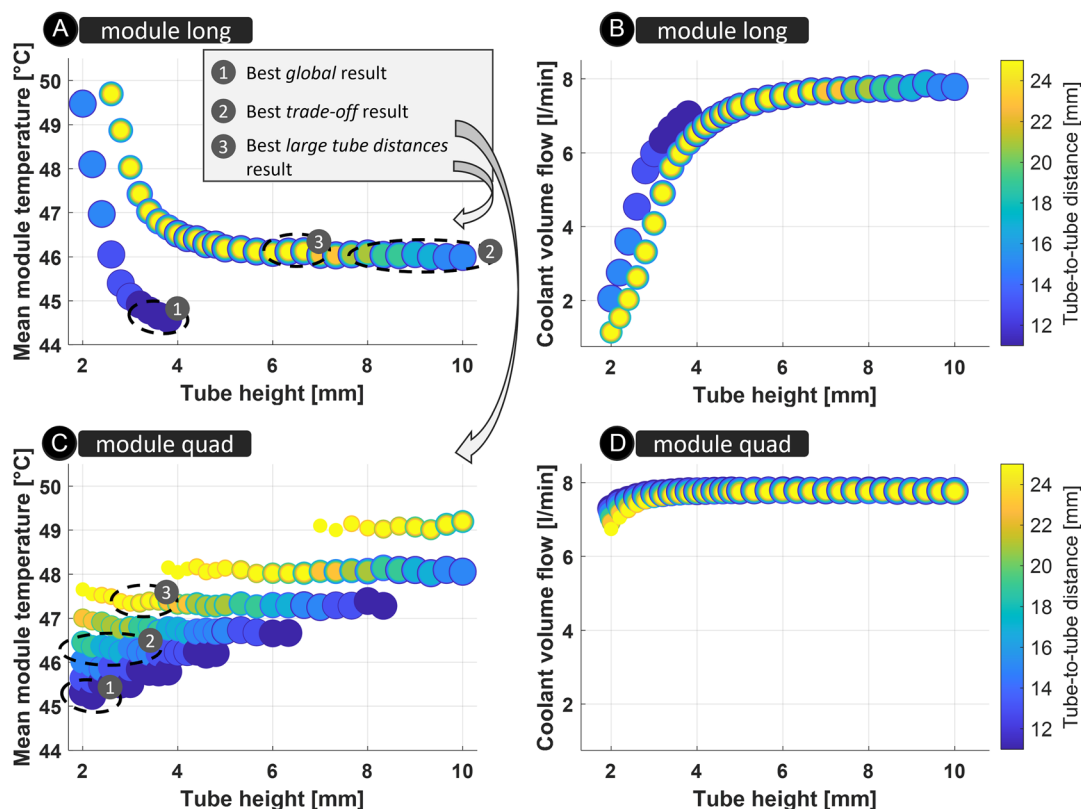 A module long
1 Best global result
2 Best trade-off result
3 Best large tube distances
result
Mean module temperature [°C]
50
49
48
47
46
45
44
3
2
1
2 4 6 8 10
Tube height [mm]
B module long
Coolant volume flow [l/min]
8
6
4
2
2 4 6 8 10
Tube height [mm]
24
22
20
18
16
14
12
Tube-to-tube distance [mm]
C module quad
Mean module temperature [°C]
50
49
48
47
46
45
44
3
2
1
2 4 6 8 10
Tube height [mm]
D module quad
Coolant volume flow [l/min]
8
6
4
2
2 4 6 8 10
Tube height [mm]
24
22
20
18
16
14
12
Tube-to-tube distance [mm]